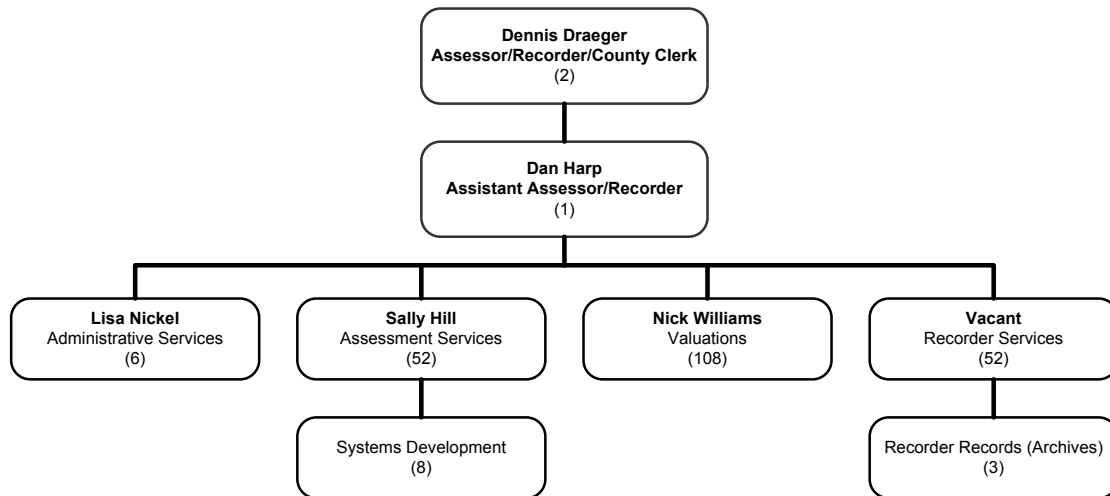 Dennis Draeger
Assessor/Recorder/County Clerk
(2)
Dan Harp
Assistant Assessor/Recorder
(1)
Lisa Nickel
Administrative Services
(6)
Sally Hill
Assessment Services
(52)
Nick Williams
Valuations
(108)
Vacant
Recorder Services
(52)
Systems Development
(8)
Recorder Records (Archives)
(3)